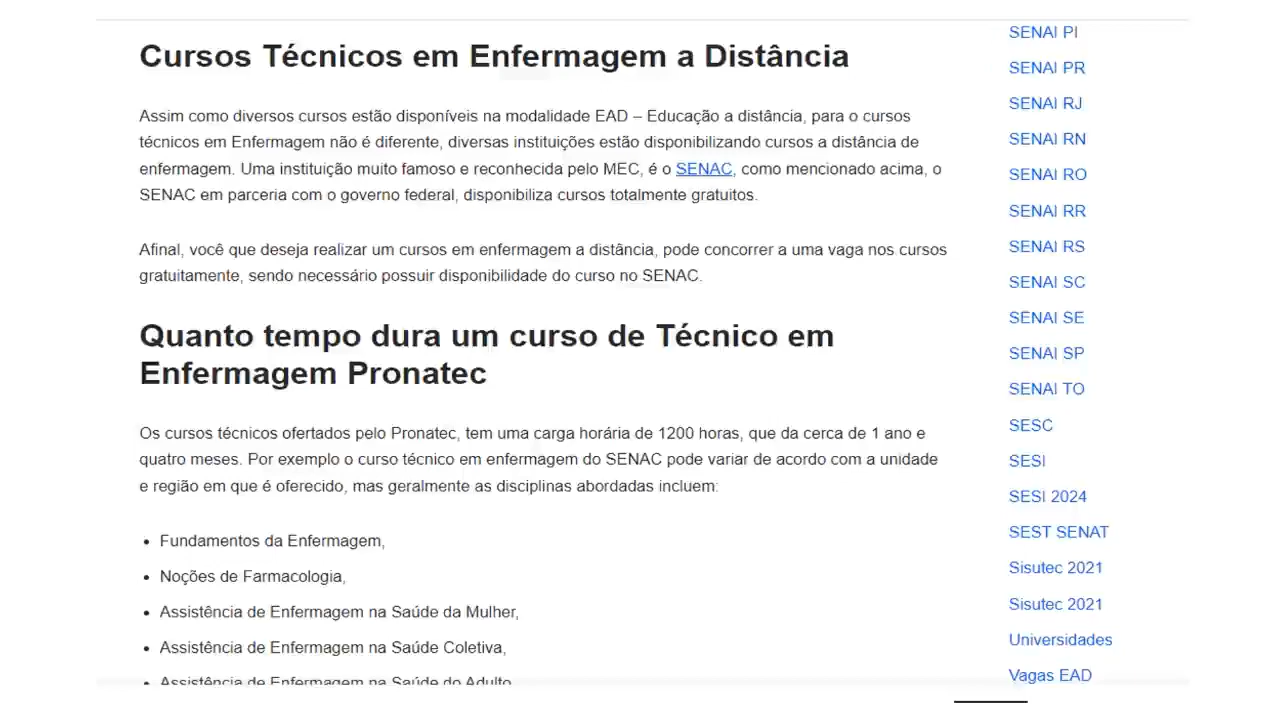 Cursos Técnicos em Enfermagem a Distância
Assim como diversos cursos estão disponíveis na modalidade EAD – Educação a distância, para o cursos
técnicos em Enfermagem não é diferente, diversas instituições estão disponibilizando cursos a distância de
enfermagem. Uma instituição muito famoso e reconhecida pelo MEC, é o SENAC, como mencionado acima, o
SENAC em parceria com o governo federal, disponibiliza cursos totalmente gratuitos.
Afinal, você que deseja realizar um cursos em enfermagem a distância, pode concorrer a uma vaga nos cursos
gratuitamente, sendo necessário possuir disponibilidade do curso no SENAC.
Quanto tempo dura um curso de Técnico em
Enfermagem Pronatec
Os cursos técnicos ofertados pelo Pronatec, tem uma carga horária de 1200 horas, que da cerca de 1 ano e
quatro meses. Por exemplo o curso técnico em enfermagem do SENAC pode variar de acordo com a unidade
e região em que é oferecido, mas geralmente as disciplinas abordadas incluem:
• Fundamentos da Enfermagem,
• Noções de Farmacologia,
• Assistência de Enfermagem na Saúde da Mulher,
• Assistência de Enfermagem na Saúde Coletiva,
• Assistência de Enfermagem na Saúde do Adulto
SENAI PI
SENAI PR
SENAI RJ
SENAI RN
SENAI RO
SENAI RR
SENAI RS
SENAI SC
SENAI SE
SENAI SP
SENAI TO
SESC
SESI
SESI 2024
SEST SENAT
Sisutec 2021
Sisutec 2021
Universidades
Vagas EAD